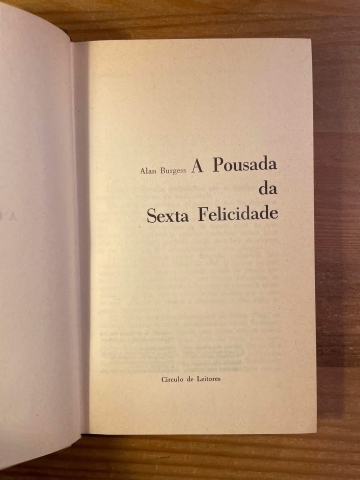 Alan Burgess A Pousada
da
Sexta Felicidade
Círculo de Leitores